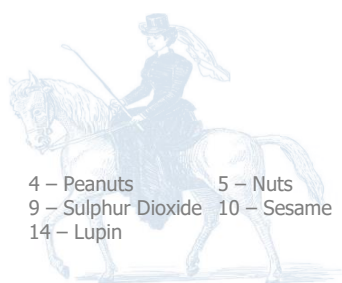 4 – Peanuts 5 – Nuts
9 – Sulphur Dioxide 10 – Sesame
14 – Lupin